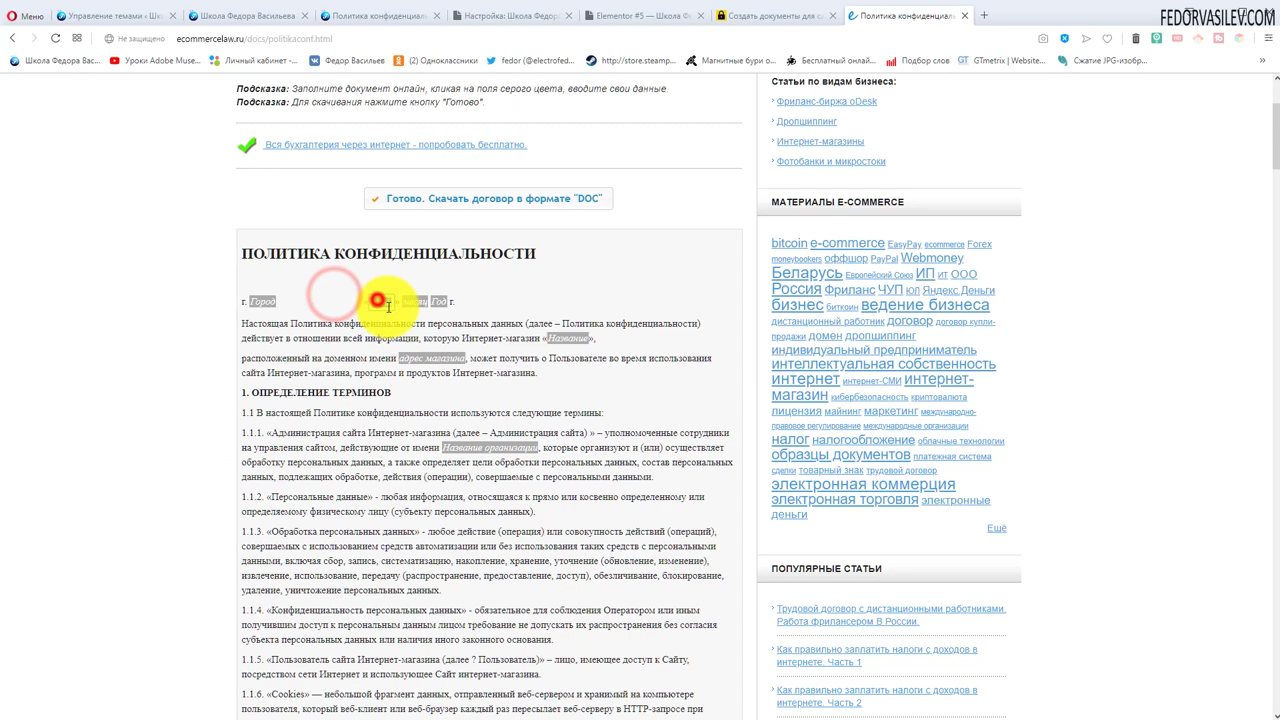 FEDORVASILEV.COM
Меню
Управление темами ‹ Шк
Школа Федора Васильева
Политика конфиденциаль
Настройка: Школа Федор
Elementor #5 — Школа Ф
Создать документы для са
Политика конфиденциаль
Не защищено
ecommercelaw.ru/docs/politikaconf.html
Школа Федора Вас...
Уроки Adobe Muse...
Личный кабинет -...
Федор Васильев
(2) Одноклассники
fedor (@electrofed...
http://store.steamp...
Магнитные бури о...
Бесплатный онлай...
Подбор слов
GTmetrix | Website...
Сжатие JPG-изобр...
Подсказка: Заполните документ онлайн, кликая на поля серого цвета, вводите свои данные.
Подсказка: Для скачивания нажмите кнопку "Готово".
Вся бухгалтерия через интернет - попробовать бесплатно.
Готово. Скачать договор в формате "DOC"
ПОЛИТИКА КОНФИДЕНЦИАЛЬНОСТИ
г. Город » месяц Год г.
Настоящая Политика конфиденциальности персональных данных (далее – Политика конфиденциальности)
действует в отношении всей информации, которую Интернет-магазин «Название»,
расположенный на доменном имени адрес магазина, может получить о Пользователе во время использования
сайта Интернет-магазина, программ и продуктов Интернет-магазина.
1. ОПРЕДЕЛЕНИЕ ТЕРМИНОВ
1.1 В настоящей Политике конфиденциальности используются следующие термины:
1.1.1. «Администрация сайта Интернет-магазина (далее – Администрация сайта) » – уполномоченные сотрудники
на управления сайтом, действующие от имени Название организации, которые организуют и (или) осуществляет
обработку персональных данных, а также определяет цели обработки персональных данных, состав персональных
данных, подлежащих обработке, действия (операции), совершаемые с персональными данными.
1.1.2. «Персональные данные» - любая информация, относящаяся к прямо или косвенно определенному или
определяемому физическому лицу (субъекту персональных данных).
1.1.3. «Обработка персональных данных» - любое действие (операция) или совокупность действий (операций),
совершаемых с использованием средств автоматизации или без использования таких средств с персональными
данными, включая сбор, запись, систематизацию, накопление, хранение, уточнение (обновление, изменение),
извлечение, использование, передачу (распространение, предоставление, доступ), обезличивание, блокирование,
удаление, уничтожение персональных данных.
1.1.4. «Конфиденциальность персональных данных» - обязательное для соблюдения Оператором или иным
получившим доступ к персональным данным лицом требование не допускать их распространения без согласия
субъекта персональных данных или наличия иного законного основания.
1.1.5. «Пользователь сайта Интернет-магазина (далее ? Пользователь)» – лицо, имеющее доступ к Сайту,
посредством сети Интернет и использующее Сайт интернет-магазина.
1.1.6. «Cookies» — небольшой фрагмент данных, отправленный веб-сервером и хранимый на компьютере
пользователя, который веб-клиент или веб-браузер каждый раз пересылает веб-серверу в HTTP-запросе при
Статьи по видам бизнеса:
Фриланс-биржа oDesk
Дропшиппинг
Интернет-магазины
Фотобанки и микростоки
МАТЕРИАЛЫ E-COMMERCE
bitcoin e-commerce EasyPay ecommerce Forex
moneybookers оффшор PayPal Webmoney
Беларусь Европейский Союз ИП ИТ ООО
Россия Фриланс ЧУП ЮЛ Яндекс Деньги
бизнес биткоин ведение бизнеса
дистанционный работник договор договор купли-
продажи домен дропшиппинг
индивидуальный предприниматель
интеллектуальная собственность
интернет интернет-СМИ интернет-
магазин кибербезопасность криптовалюта
лицензия майнинг маркетинг международно-
правовое регулирование международные организации
налог налогообложение облачные технологии
образцы документов платежная система
сделки товарный знак трудовой договор
электронная коммерция
электронная торговля электронные
деньги
Ещё
ПОПУЛЯРНЫЕ СТАТЬИ
Трудовой договор с дистанционными работниками.
Работа фрилансером В России.
Как правильно заплатить налоги с доходов в
интернете. Часть 1
Как правильно заплатить налоги с доходов в
интернете. Часть 2